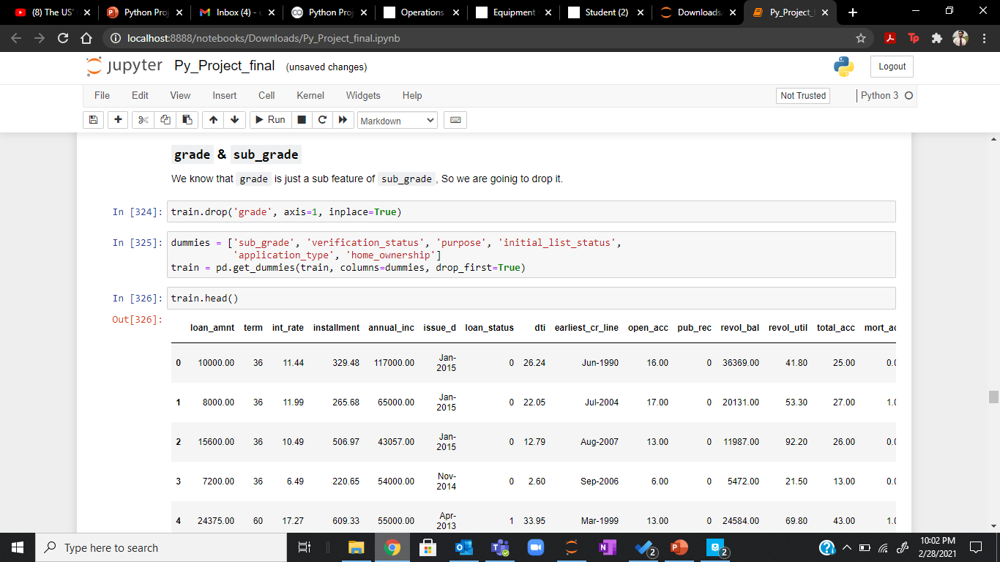 (8) The US'
Python Proj
Inbox (4) -
Python Proj
Operations
Equipment
Student (2)
Downloads/
Py_Project_f
localhost:8888/notebooks/Downloads/Py_Project_final.ipynb
jupyter Py_Project_final (unsaved changes)
Logout
File Edit View Insert Cell Kernel Widgets Help
Not Trusted
Python 3
Run
Markdown
grade & sub_grade
We know that grade is just a sub feature of sub_grade , So we are goinig to drop it.
In [324]: train.drop('grade', axis=1, inplace=True)
In [325]: dummies = ['sub_grade', 'verification_status', 'purpose', 'initial_list_status',
'application_type', 'home_ownership']
train = pd.get_dummies(train, columns=dummies, drop_first=True)
In [326]: train.head()
Out[326]:
loan_amnt term int_rate installment annual_inc issue_d loan_status dti earliest_cr_line open_acc pub_rec revol_bal revol_util total_acc mort_ac
0 10000.00 36 11.44 329.48 117000.00 Jan-2015 0 26.24 Jun-1990 16.00 0 36369.00 41.80 25.00 0.0
1 8000.00 36 11.99 265.68 65000.00 Jan-2015 0 22.05 Jul-2004 17.00 0 20131.00 53.30 27.00 1.0
2 15600.00 36 10.49 506.97 43057.00 Jan-2015 0 12.79 Aug-2007 13.00 0 11987.00 92.20 26.00 0.0
3 7200.00 36 6.49 220.65 54000.00 Nov-2014 0 2.60 Sep-2006 6.00 0 5472.00 21.50 13.00 0.0
4 24375.00 60 17.27 609.33 55000.00 Apr-2013 1 33.95 Mar-1999 13.00 0 24584.00 69.80 43.00 1.0
Type here to search
2
2
10:02 PM
2/28/2021